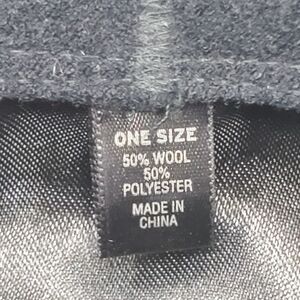 ONE SIZE
50% WOOL
50%
POLYESTER
MADE IN
CHINA